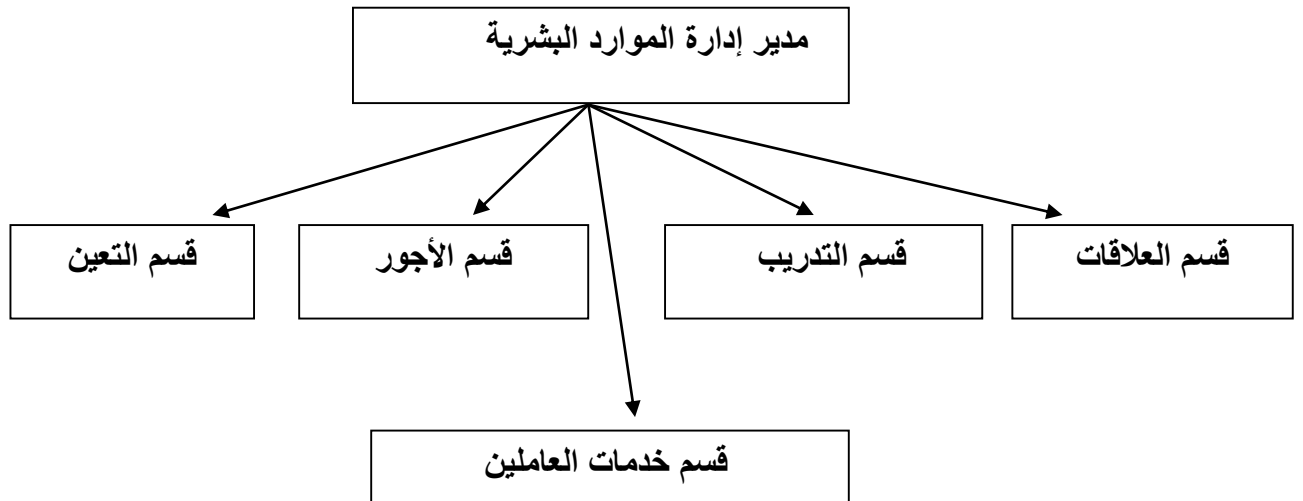 مدير إدارة الموارد البشرية
قسم العلاقات
قسم التدريب
قسم الأجور
قسم التعين
قسم خدمات العاملين